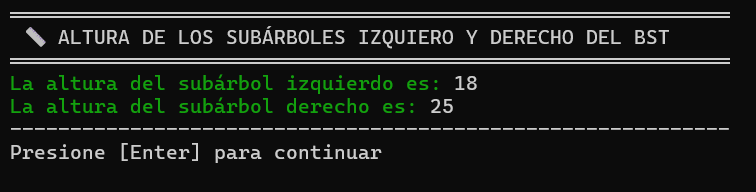 ALTURA DE LOS SUBÁRBOLES IZQUIERO Y DERECHO DEL BST
La altura del subárbol izquierdo es: 18
La altura del subárbol derecho es: 25
------------------------------------------------------------
Presione [Enter] para continuar